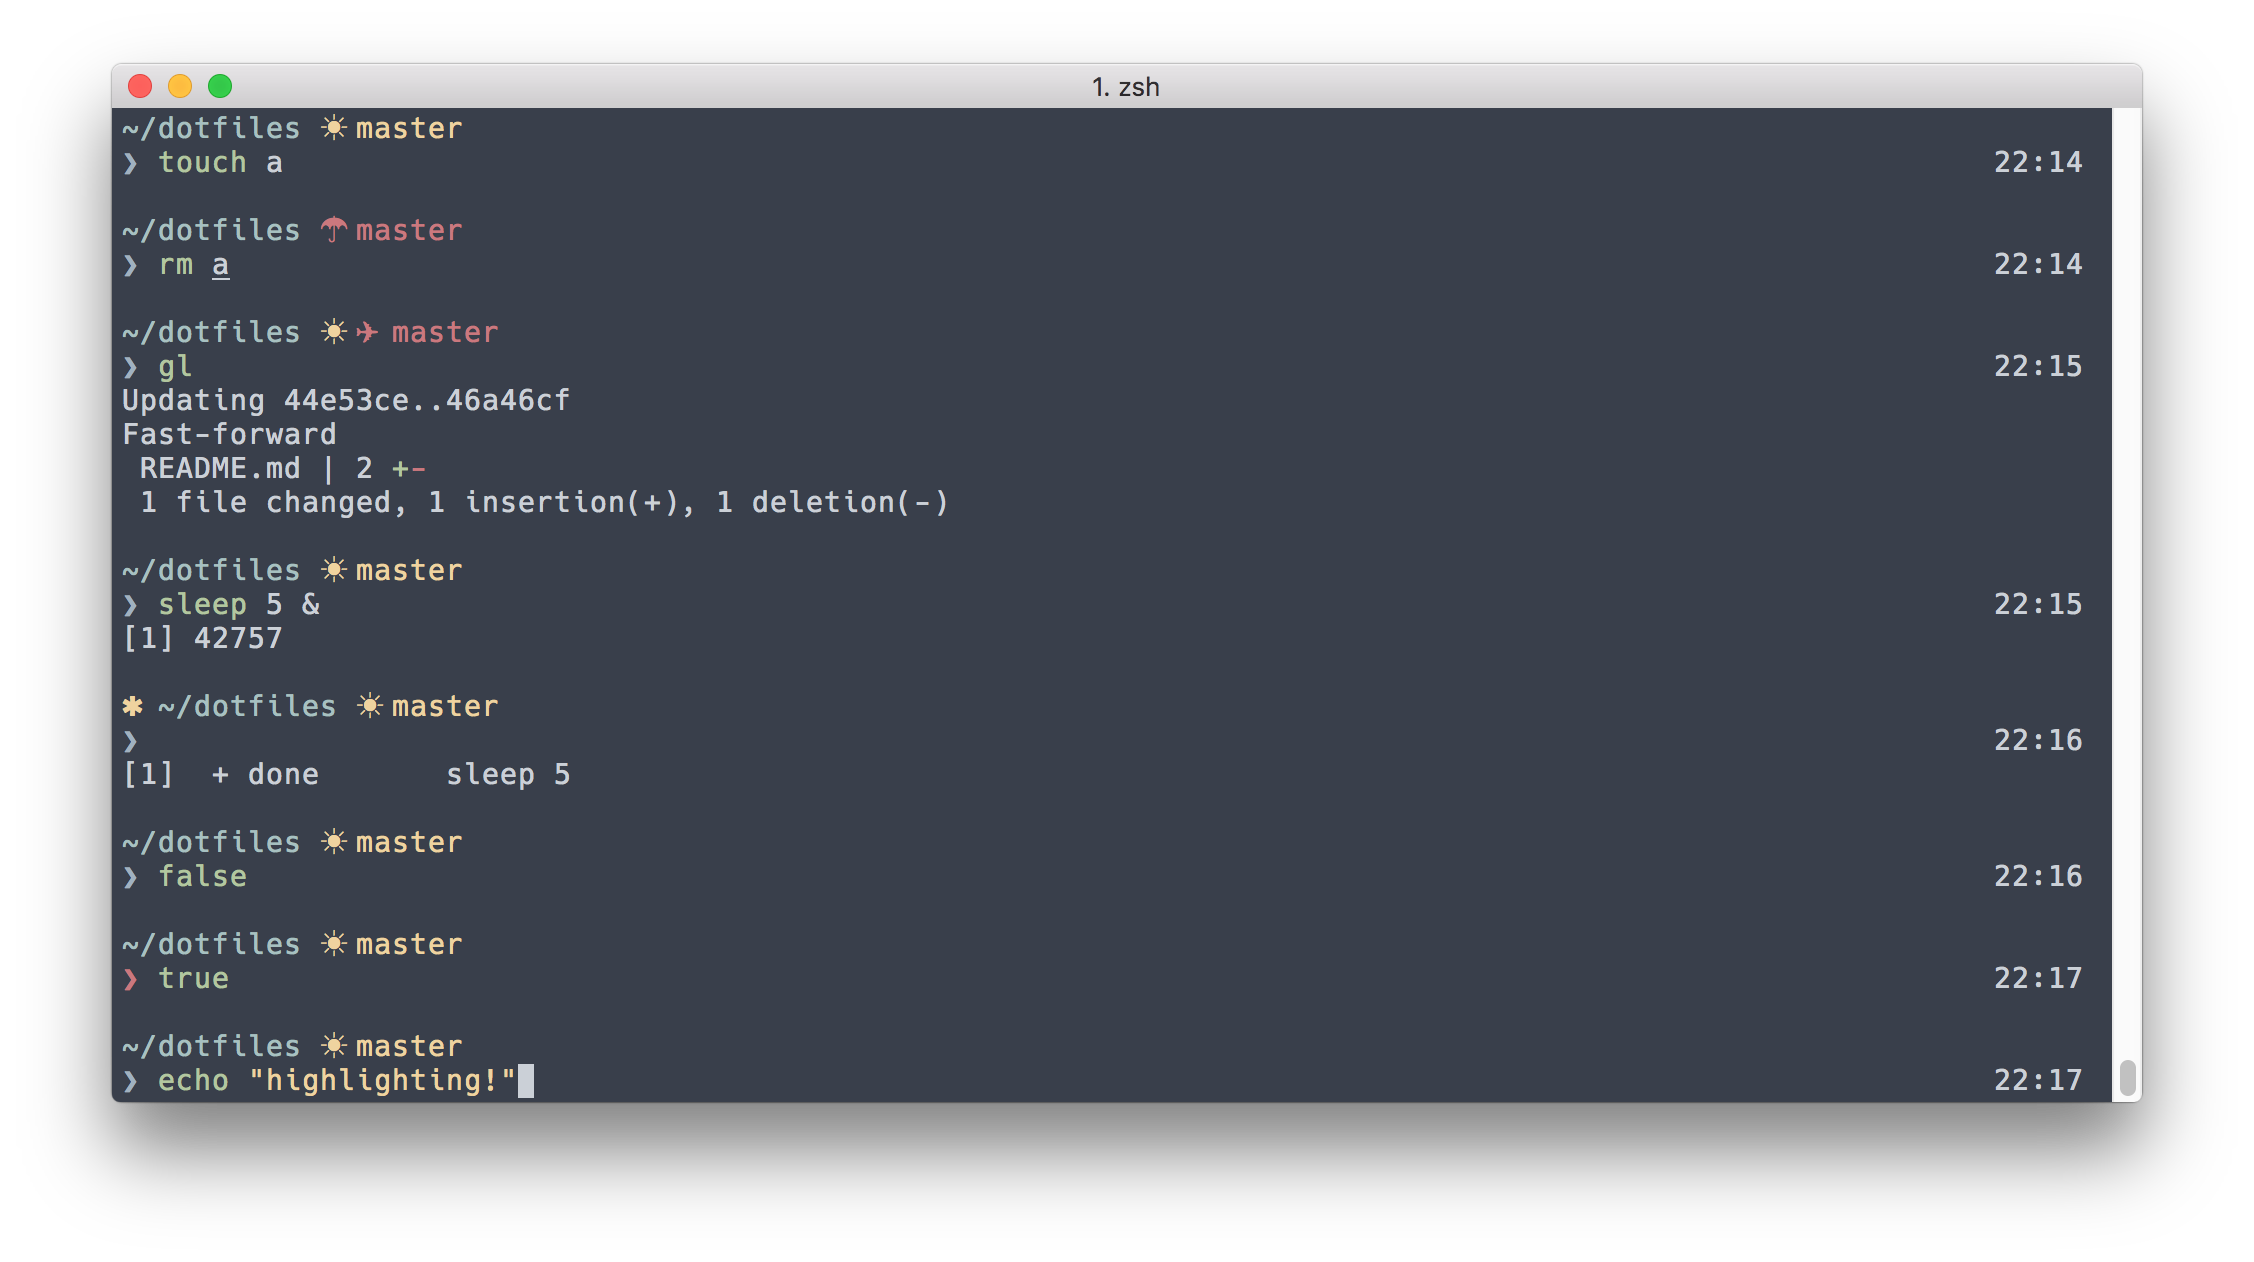 1. zsh
~/dotfiles ☀ master
❯ touch a 22:14
~/dotfiles ☂ master
❯ rm a 22:14
~/dotfiles ☀ ✈ master
❯ gl 22:15
Updating 44e53ce..46a46cf
Fast-forward
 README.md | 2 +-
 1 file changed, 1 insertion(+), 1 deletion(-)
~/dotfiles ☀ master
❯ sleep 5 & 22:15
[1] 42757
✱ ~/dotfiles ☀ master
❯ 22:16
[1]  + done       sleep 5
~/dotfiles ☀ master
❯ false 22:16
~/dotfiles ☀ master
❯ true 22:17
~/dotfiles ☀ master
❯ echo "highlighting!" 22:17